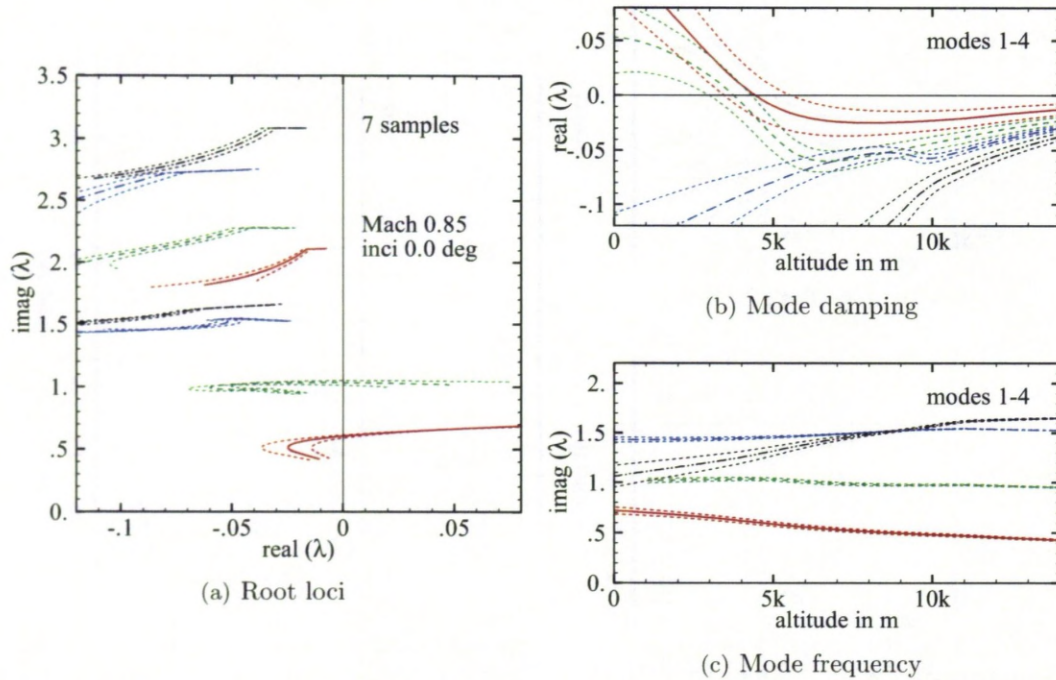 3.5
3.
2.5
2.
1.5
1.
.5
0.
-.1
-.05
0
.05
imag (λ)
real (λ)
7 samples
Mach 0.85
inci 0.0 deg
(a) Root loci
.05
0.
-.05
-.1
0
5k
10k
real (λ)
altitude in m
modes 1-4
(b) Mode damping
2.
1.5
1.
.5
0.
0
5k
10k
imag (λ)
altitude in m
modes 1-4
(c) Mode frequency